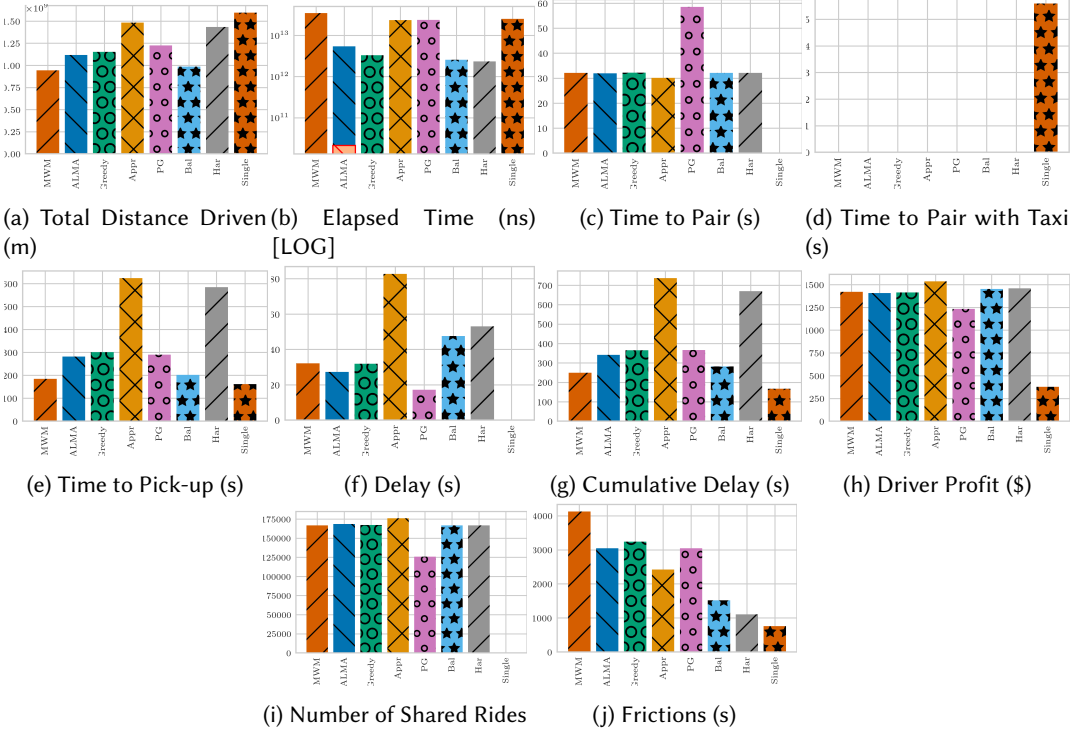 ×10⁹
1.50
1.00
0.50
0.00
MWM
ALMA
Greedy
Appr
PG
Bal
Har
Single
10¹³
10¹²
10¹¹
MWM
ALMA
Greedy
Appr
PG
Bal
Har
Single
60
50
40
30
20
10
0
MWM
ALMA
Greedy
Appr
PG
Bal
Har
Single
5
4
3
2
1
0
MWM
ALMA
Greedy
Appr
PG
Bal
Har
Single
(a) Total Distance Driven
(m)
(b) Elapsed Time (ns)
[LOG]
(c) Time to Pair (s)
(d) Time to Pair with Taxi
(s)
600
500
400
300
200
100
0
MWM
ALMA
Greedy
Appr
PG
Bal
Har
Single
80
60
40
20
0
MWM
ALMA
Greedy
Appr
PG
Bal
Har
Single
700
600
500
400
300
200
100
0
MWM
ALMA
Greedy
Appr
PG
Bal
Har
Single
1500
1250
1000
750
500
250
0
MWM
ALMA
Greedy
Appr
PG
Bal
Har
Single
(e) Time to Pick-up (s)
(f) Delay (s)
(g) Cumulative Delay (s)
(h) Driver Profit ($)
175000
150000
125000
100000
75000
50000
25000
0
MWM
ALMA
Greedy
Appr
PG
Bal
Har
Single
4000
3000
2000
1000
0
MWM
ALMA
Greedy
Appr
PG
Bal
Har
Single
(i) Number of Shared Rides
(j) Frictions (s)